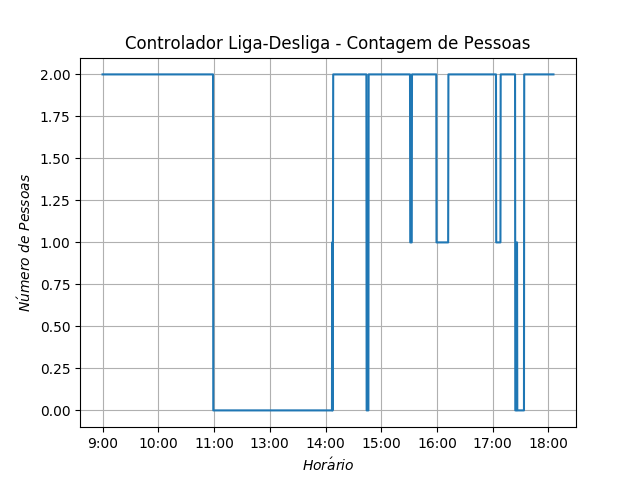 Controlador Liga-Desliga - Contagem de Pessoas
2.00
1.75
1.50
1.25
1.00
0.75
0.50
0.25
0.00
Número de Pessoas
9:00 10:00 11:00 13:00 14:00 15:00 16:00 17:00 18:00
Horário